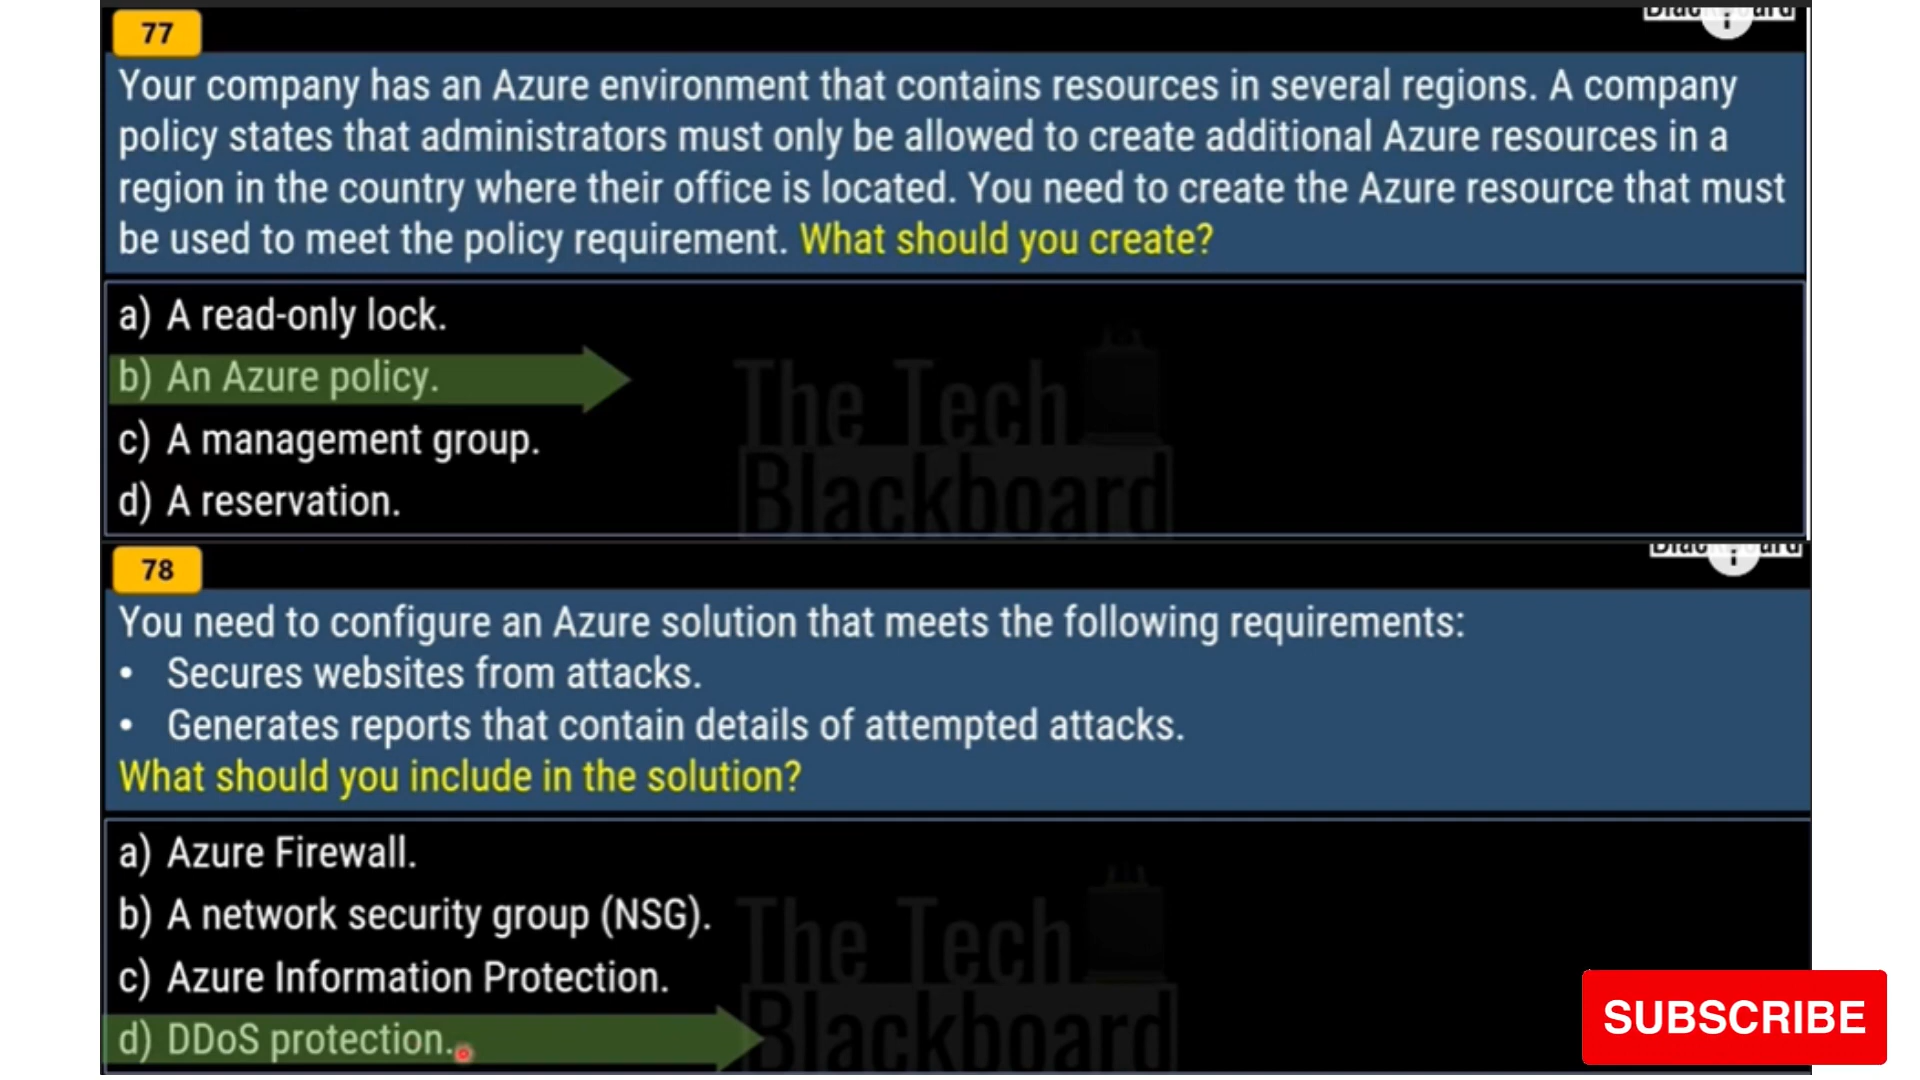 77
Your company has an Azure environment that contains resources in several regions. A company
policy states that administrators must only be allowed to create additional Azure resources in a
region in the country where their office is located. You need to create the Azure resource that must
be used to meet the policy requirement. What should you create?
a) A read-only lock.
b) An Azure policy.
c) A management group.
d) A reservation.
The Tech
Blackboard
78
You need to configure an Azure solution that meets the following requirements:
• Secures websites from attacks.
• Generates reports that contain details of attempted attacks.
What should you include in the solution?
a) Azure Firewall.
b) A network security group (NSG).
c) Azure Information Protection.
d) DDoS protection.
The Tech
Blackboard
SUBSCRIBE